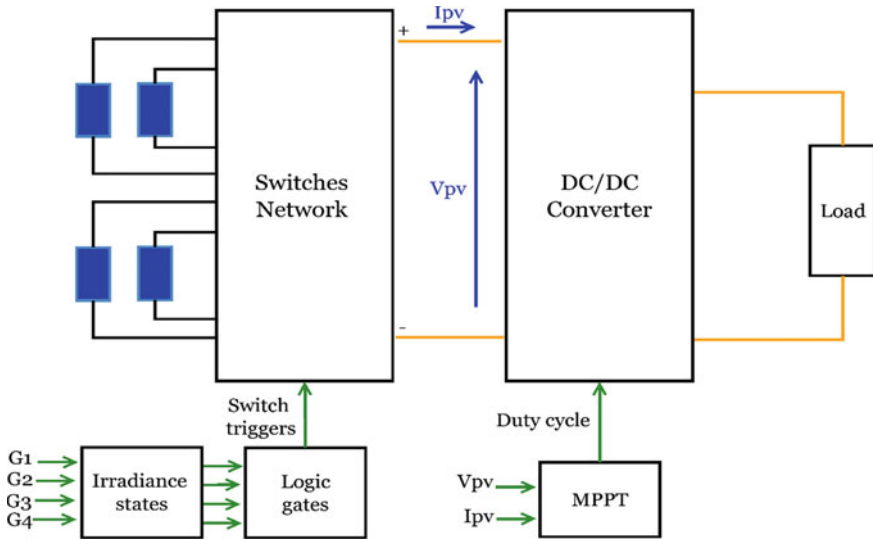 Ipv
+
Switches
Network
Vpv
DC/DC
Converter
Load
-
Switch
triggers
Duty cycle
G1
G2
G3
G4
Irradiance
states
Logic
gates
Vpv
Ipv
MPPT